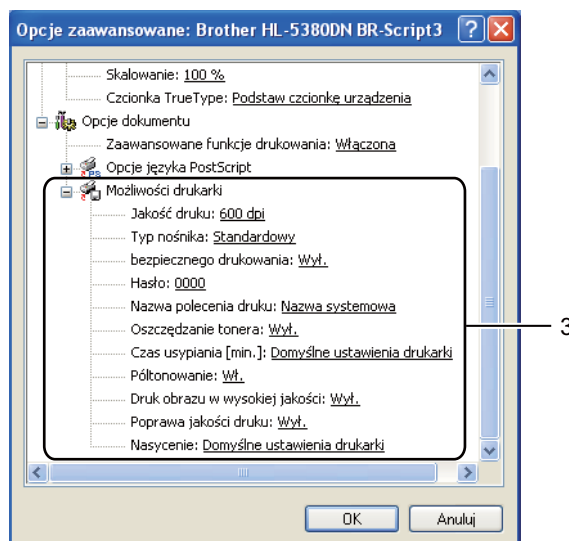 Opcje zaawansowane: Brother HL-5380DN BR-Script3
Skalowanie: 100 %
Czcionka TrueType: Podstaw czcionkę urządzenia
Opcje dokumentu
Zaawansowane funkcje drukowania: Włączona
Opcje języka PostScript
Możliwości drukarki
Jakość druku: 600 dpi
Typ nośnika: Standardowy
bezpiecznego drukowania: Wył.
Hasło: 0000
Nazwa polecenia druku: Nazwa systemowa
Oszczędzanie tonera: Wył.
Czas usypiania [min.]: Domyślne ustawienia drukarki
Półtonowanie: Wł.
Druk obrazu w wysokiej jakości: Wył.
Poprawa jakości druku: Wył.
Nasycenie: Domyślne ustawienia drukarki
3
OK Anuluj